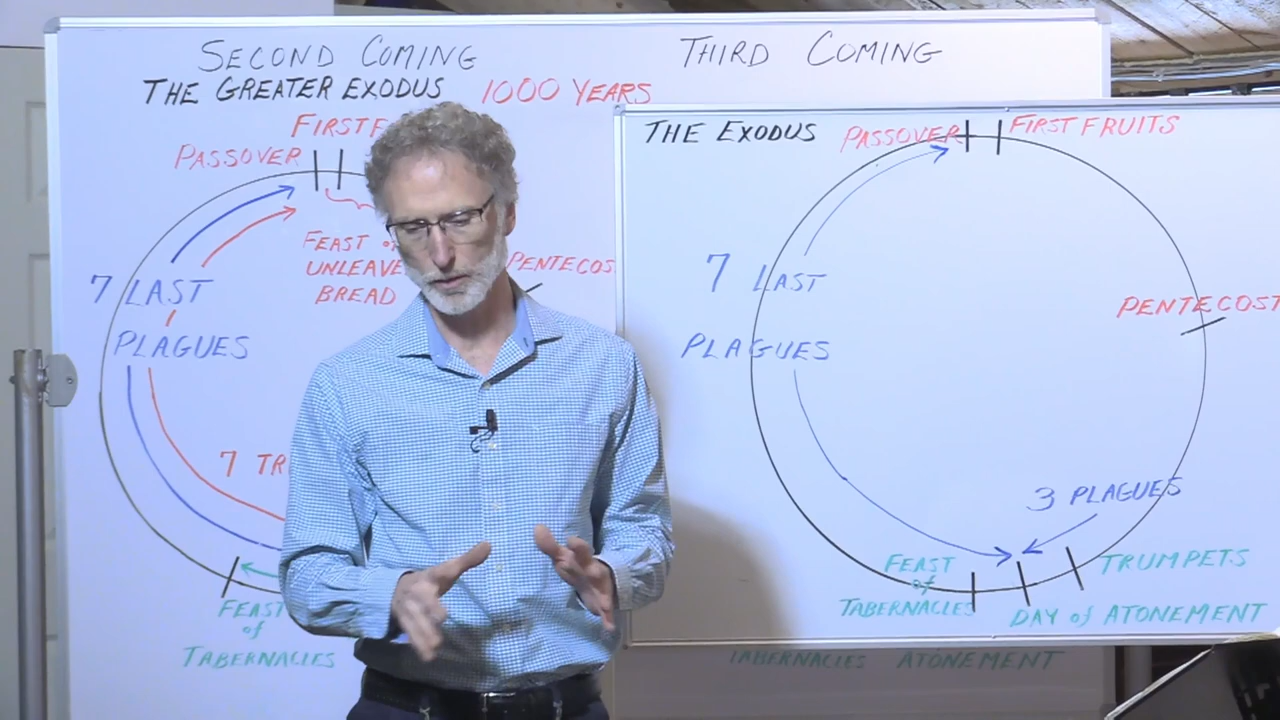 SECOND COMING
THE GREATER EXODUS 1000 YEARS
PASSOVER
FEAST
UNLEAVE
BREAD
PENTECOS
7 LAST
PLAGUES
7 TR
FEAST
of
TABERNACLES
THIRD COMING
THE EXODUS
PASSOVER
FIRST FRUITS
7 LAST
PLAGUES
PENTECOST
3 PLAGUES
TRUMPETS
DAY of ATONEMENT
FEAST
of
TABERNACLES
TABERNACLES ATONEMENT